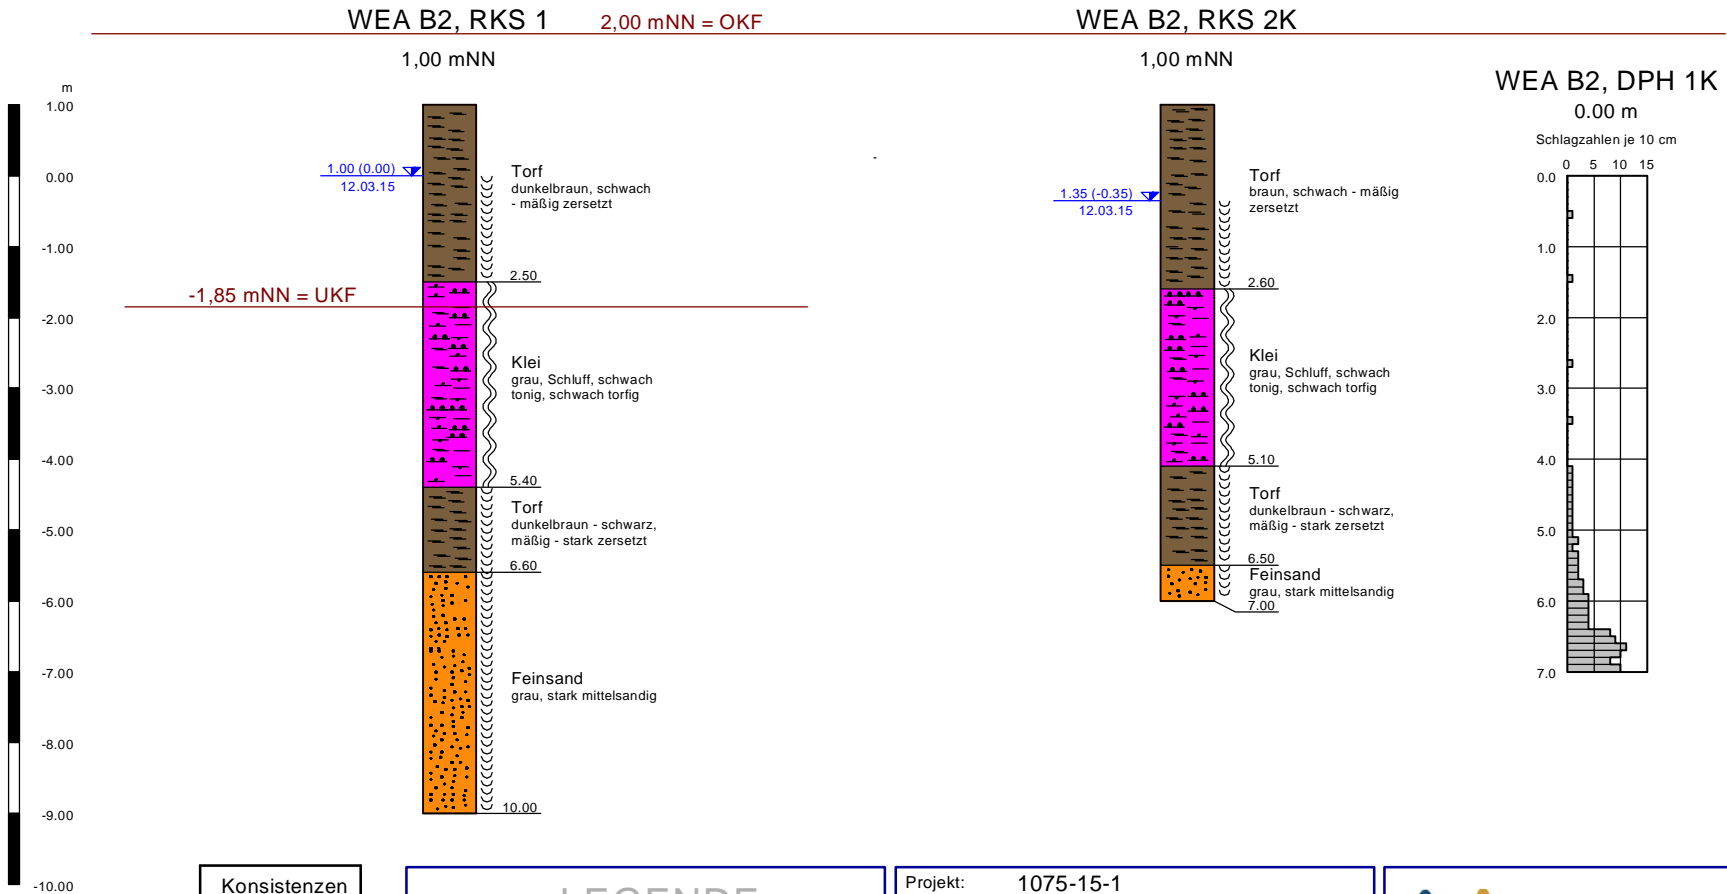 WEA B2, RKS 1
2,00 mNN = OKF
WEA B2, RKS 2K
1,00 mNN
1,00 mNN
WEA B2, DPH 1K
0.00 m
Schlagzahlen je 10 cm
0 5 10 15
m
1.00
0.00
-1.00
-2.00
-3.00
-4.00
-5.00
-6.00
-7.00
-8.00
-9.00
-10.00
1.00 (0.00)
12.03.15
Torf
dunkelbraun, schwach
- mäßig zersetzt
2.50
-1,85 mNN = UKF
Klei
grau, Schluff, schwach
tonig, schwach torfig
5.40
Torf
dunkelbraun - schwarz,
mäßig - stark zersetzt
6.60
Feinsand
grau, stark mittelsandig
10.00
1.35 (-0.35)
12.03.15
Torf
braun, schwach - mäßig
zersetzt
2.60
Klei
grau, Schluff, schwach
tonig, schwach torfig
5.10
Torf
dunkelbraun - schwarz,
mäßig - stark zersetzt
6.50
Feinsand
grau, stark mittelsandig
7.00
0.0
1.0
2.0
3.0
4.0
5.0
6.0
7.0
Konsistenzen
LEGENDE
Projekt: 1075-15-1